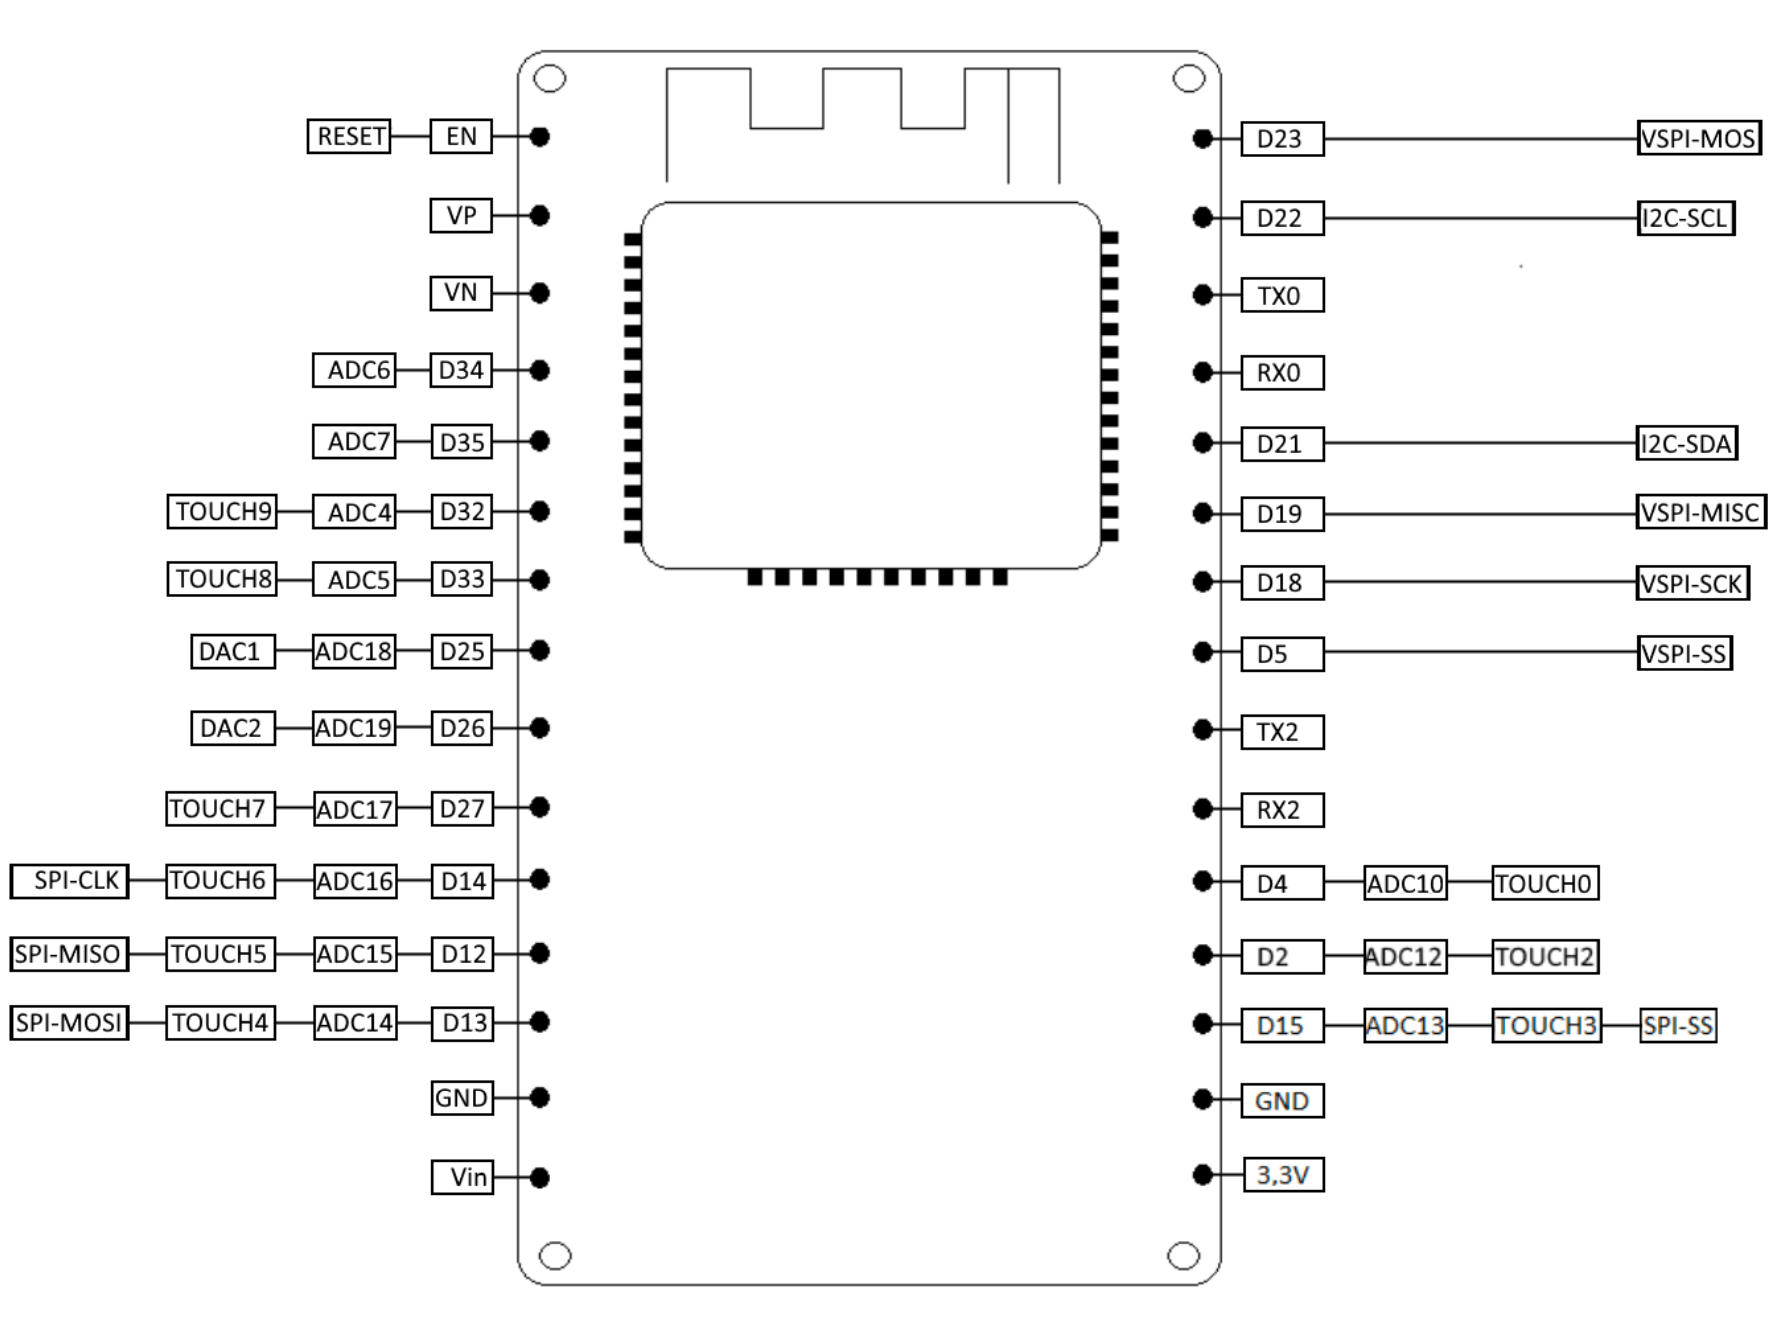 RESET EN D23 VSPI-MOS
VP D22 I2C-SCL
VN TX0
ADC6 D34 RX0
ADC7 D35 D21 I2C-SDA
TOUCH9 ADC4 D32 D19 VSPI-MISC
TOUCH8 ADC5 D33 D18 VSPI-SCK
DAC1 ADC18 D25 D5 VSPI-SS
DAC2 ADC19 D26 TX2
TOUCH7 ADC17 D27 RX2
SPI-CLK TOUCH6 ADC16 D14 D4 ADC10 TOUCH0
SPI-MISO TOUCH5 ADC15 D12 D2 ADC12 TOUCH2
SPI-MOSI TOUCH4 ADC14 D13 D15 ADC13 TOUCH3 SPI-SS
GND GND
Vin 3,3V